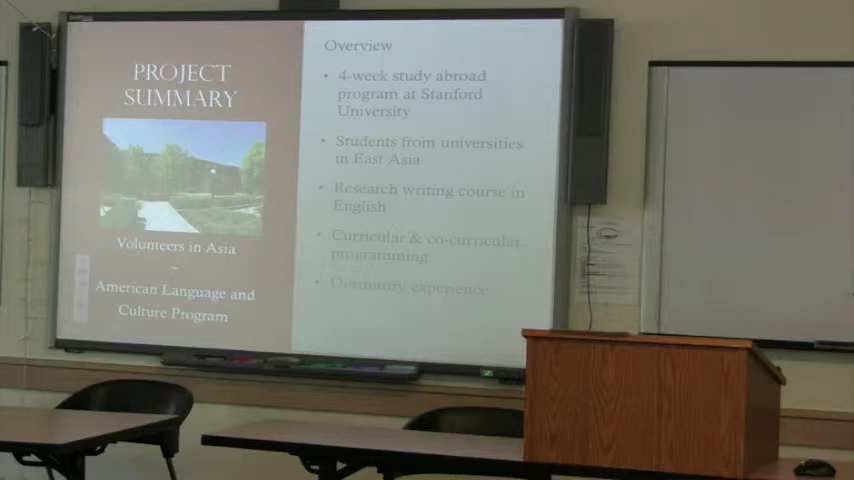 PROJECT
SUMMARY
Volunteers in Asia
~
American Language and
Culture Program
Overview
• 4-week study abroad
program at Stanford
University
• Students from universities
in East Asia
• Research writing course in
English
• Curricular & co-curricular
programming
• Dormitory experience